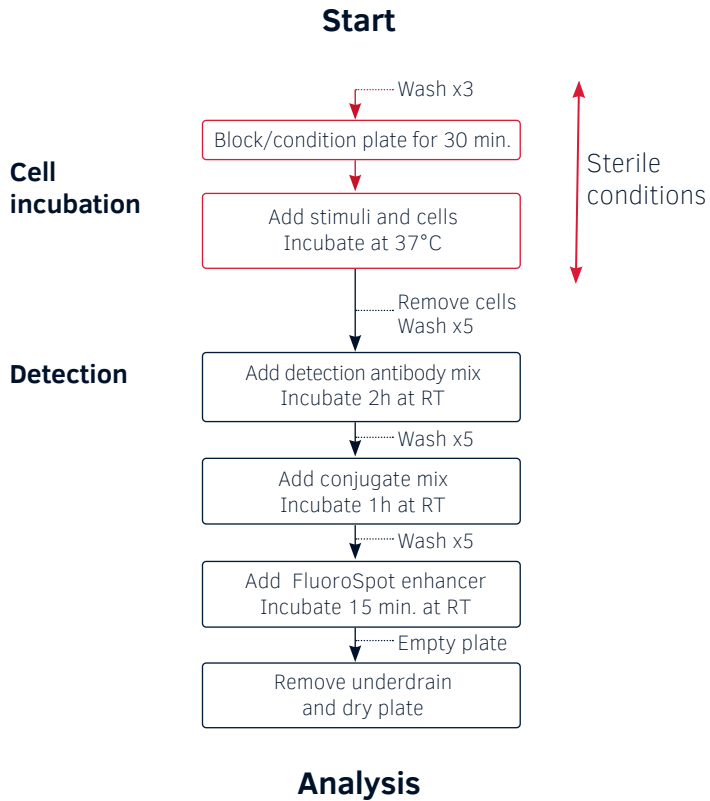 Start
Wash x3
Block/condition plate for 30 min.
Cell
incubation
Sterile
conditions
Add stimuli and cells
Incubate at 37°C
Remove cells
Wash x5
Detection
Add detection antibody mix
Incubate 2h at RT
Wash x5
Add conjugate mix
Incubate 1h at RT
Wash x5
Add FluoroSpot enhancer
Incubate 15 min. at RT
Empty plate
Remove underdrain
and dry plate
Analysis